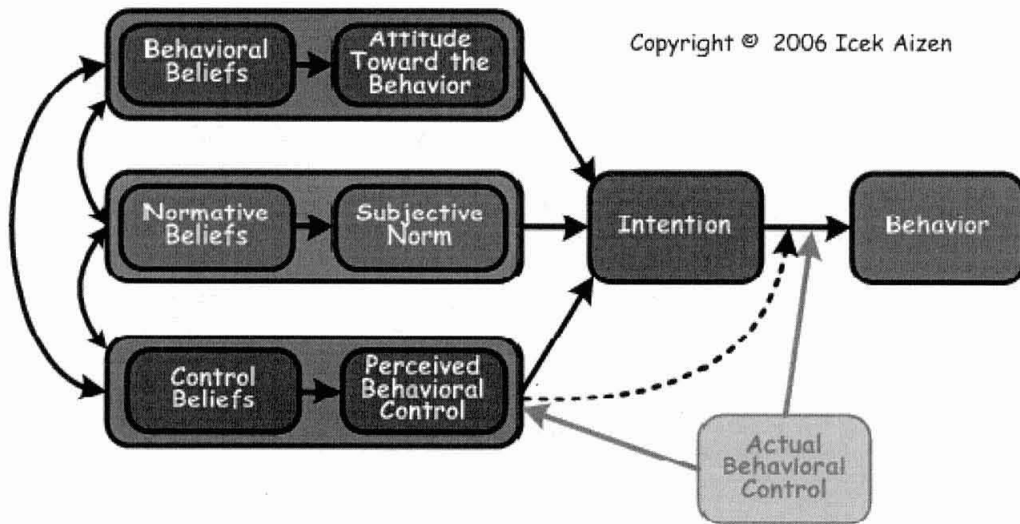 Copyright © 2006 Icek Aizen
Behavioral
Beliefs
Attitude
Toward the
Behavior
Normative
Beliefs
Subjective
Norm
Intention
Behavior
Control
Beliefs
Perceived
Behavioral
Control
Actual
Behavioral
Control